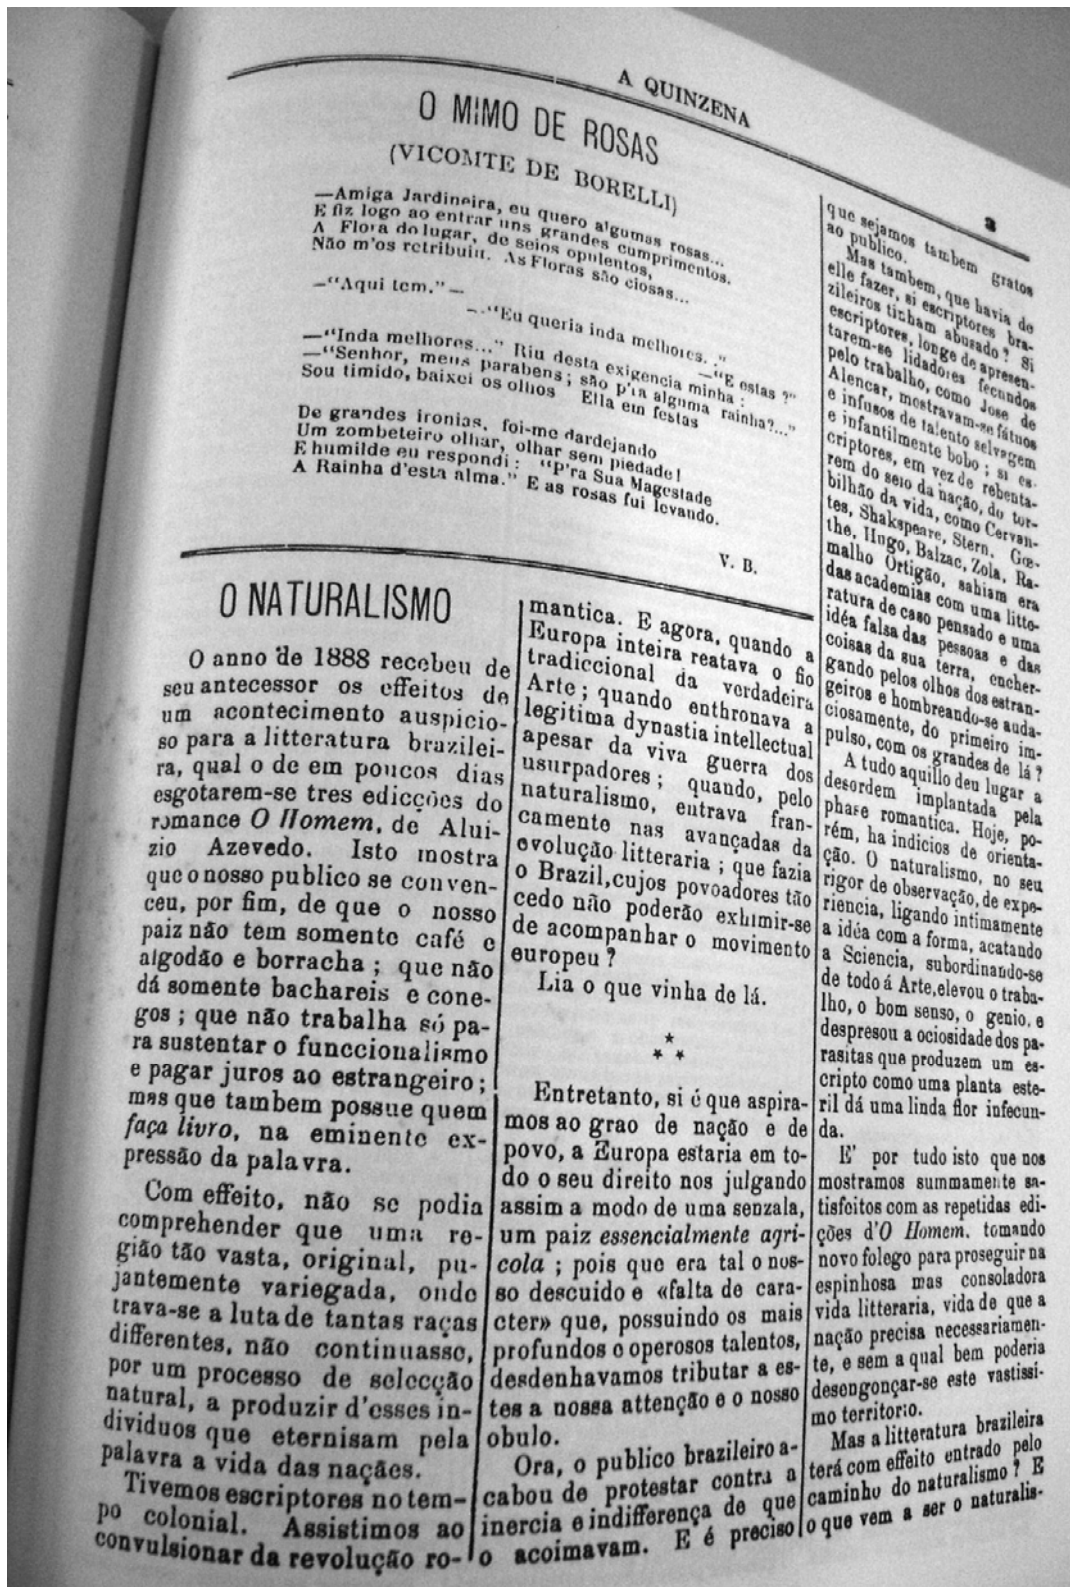 A QUINZENA
3
O MIMO DE ROSAS
(VICOMTE DE BORELLI)
—Amiga Jardineira, eu quero algumas rosas...
E fiz logo ao entrar uns grandes cumprimentos.
A Flora do lugar, de seios opulentos,
Não m'os retribuiu. As Floras são ciosas...
—"Aqui tem."—
—"Eu queria inda melhores..."
—"E estas ?"
—"Inda melhores..." Riu desta exigencia minha :
—"Senhor, meus parabens ; são p'ra alguma rainha?..."
Sou timido, baixei os olhos Ella em festas
De grandes ironias, foi-me dardejando
Um zombeteiro olhar, olhar sem piedade!
E humilde eu respondi : "P'ra Sua Magestade
A Rainha d'esta alma." E as rosas fui levando.
V. B.
O NATURALISMO
O anno de 1888 recebeu de
seu antecessor os effeitos de
um acontecimento auspicio-
so para a litteratura brazilei-
ra, qual o de em poucos dias
esgotarem-se tres edicções do
romance O Homem, de Alui-
zio Azevedo. Isto mostra
que o nosso publico se conven-
ceu, por fim, de que o nosso
paiz não tem somente café e
algodão e borracha ; que não
dá somente bachareis e cone-
gos ; que não trabalha só pa-
ra sustentar o funccionalismo
e pagar juros ao estrangeiro ;
mas que tambem possue quem
faça livro, na eminente ex-
pressão da palavra.
Com effeito, não se podia
comprehender que uma re-
gião tão vasta, original, pu-
jantemente variegada, onde
trava-se a luta de tantas raças
differentes, não continuasse,
por um processo de selecção
natural, a produzir d'esses in-
dividuos que eternisam pela
palavra a vida das naçães.
Tivemos escriptores no tem-
po colonial. Assistimos ao
convulsionar da revolução ro-
mantica. E agora, quando a
Europa inteira reatava o fio
tradiccional da verdadeira
Arte ; quando enthronava a
legitima dynastia intellectual
apesar da viva guerra dos
usurpadores ; quando, pelo
naturalismo, entrava fran-
camente nas avançadas da
evolução litteraria ; que fazia
o Brazil, cujos povoadores tão
cedo não poderão exhimir-se
de acompanhar o movimento
europeu ?
Lia o que vinha de lá.
* * *
Entretanto, si é que aspira-
mos ao grao de nação e de
povo, a Europa estaria em to-
do o seu direito nos julgando
assim a modo de uma senzala,
um paiz essencialmente agri-
cola ; pois que era tal o nos-
so descuido e «falta de cara-
cter» que, possuindo os mais
profundos e operosos talentos,
desdenhavamos tributar a es-
tes a nossa attenção e o nosso
obulo.
Ora, o publico brazileiro a-
cabou de protestar contra a
inercia e indifferença de que
o acoimavam. E é preciso
que sejamos tambem gratos
ao publico.
Mas tambem, que havia de
elle fazer, si escriptores bra-
zileiros tinham abusado ? Si
escriptores, longe de apresen-
tarem-se lidadores fecundos
pelo trabalho, como Jose de
Alencar, mostravam-se fátuos
e infusos de talento selvagem
e infantilmente bobo ; si es-
criptores, em vez de rebenta-
rem do seio da nação, do tor-
bilhão da vida, como Cervan-
tes, Shakspeare, Stern, Gœ-
the, Hugo, Balzac, Zola, Ra-
malho Ortigão, sahiam era
das academias com uma litte-
ratura de caso pensado e uma
idéa falsa das pessoas e das
coisas da sua terra, encher-
gando pelos olhos dos estran-
geiros e hombreando-se auda-
ciosamente, do primeiro im-
pulso, com os grandes de lá ?
A tudo aquillo deu lugar a
desordem implantada pela
phase romantica. Hoje, po-
rém, ha indicios de orienta-
ção. O naturalismo, no seu
rigor de observação, de expe-
riencia, ligando intimamente
a idéa com a forma, acatando
a Sciencia, subordinando-se
de todo á Arte, elevou o traba-
lho, o bom senso, o genio, e
despresou a ociosidade dos pa-
rasitas que produzem um es-
cripto como uma planta este-
ril dá uma linda flor infecun-
da.
E' por tudo isto que nos
mostramos summamente sa-
tisfeitos com as repetidas edi-
ções d'O Homem, tomando
novo folego para proseguir na
espinhosa mas consoladora
vida litteraria, vida de que a
nação precisa necessariamen-
te, e sem a qual bem poderia
desengonçar-se este vastissi-
mo territorio.
Mas a litteratura brazileira
terá com effeito entrado pelo
caminho do naturalismo ? E
o que vem a ser o naturalis-